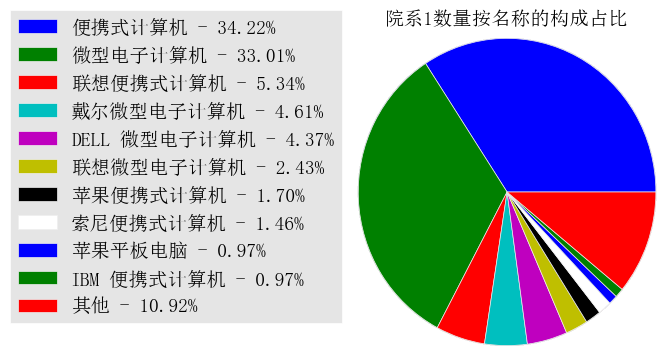 院系1数量按名称的构成占比
便携式计算机 - 34.22%
微型电子计算机 - 33.01%
联想便携式计算机 - 5.34%
戴尔微型电子计算机 - 4.61%
DELL 微型电子计算机 - 4.37%
联想微型电子计算机 - 2.43%
苹果便携式计算机 - 1.70%
索尼便携式计算机 - 1.46%
苹果平板电脑 - 0.97%
IBM 便携式计算机 - 0.97%
其他 - 10.92%